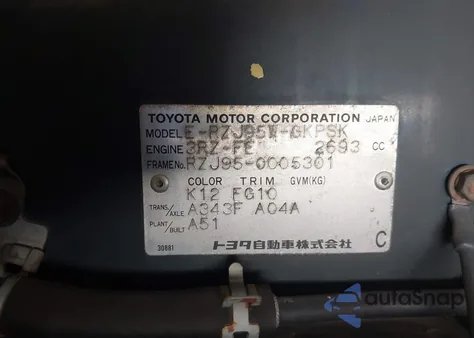 TOYOTA MOTOR CORPORATION JAPAN
MODEL E-RZJ95W-GKPSK
ENGINE 3RZ-FE 2693 CC
FRAME No. RZJ95-0005301
COLOR TRIM GVM(KG)
K12 FG10
TRANS/AXLE A343F A04A
PLANT/BUILT A51
30881
トヨタ自動車株式会社
C
autoSnap